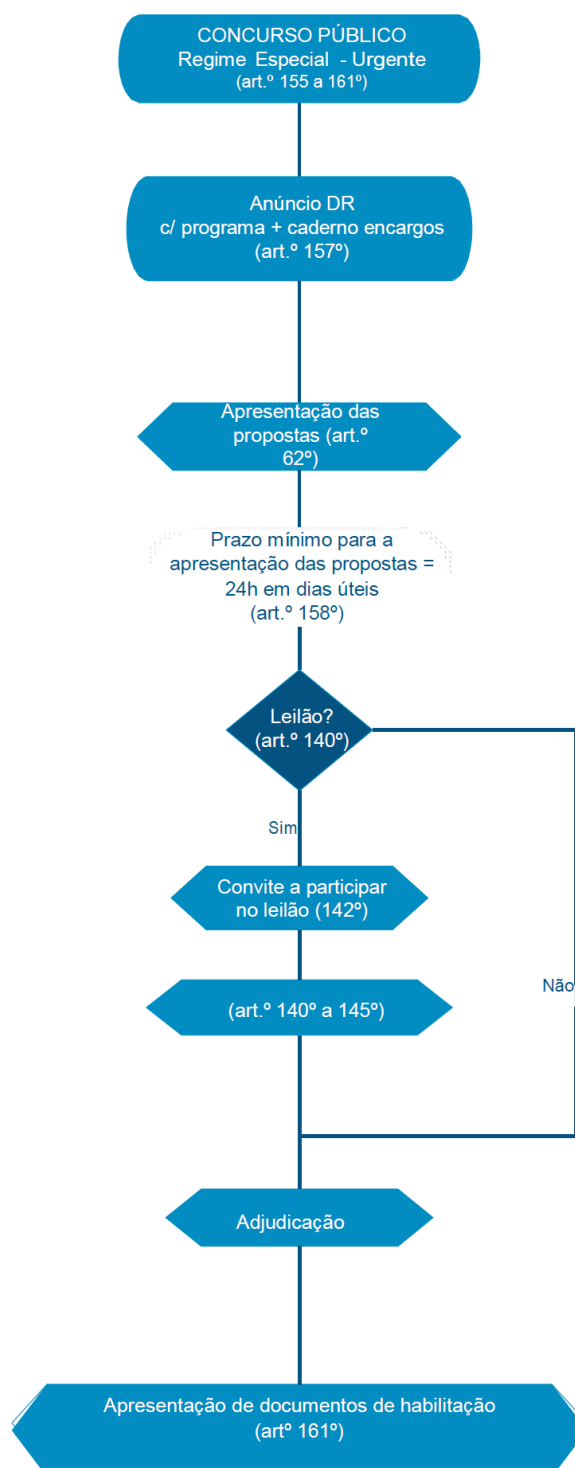 CONCURSO PÚBLICO
Regime Especial - Urgente
(art.º 155 a 161º)
Anúncio DR
c/ programa + caderno encargos
(art.º 157º)
Apresentação das
propostas (art.º
62º)
Prazo mínimo para a
apresentação das propostas =
24h em dias úteis
(art.º 158º)
Leilão?
(art.º 140º)
Sim
Convite a participar
no leilão (142º)
Não
(art.º 140º a 145º)
Adjudicação
Apresentação de documentos de habilitação
(artº 161º)